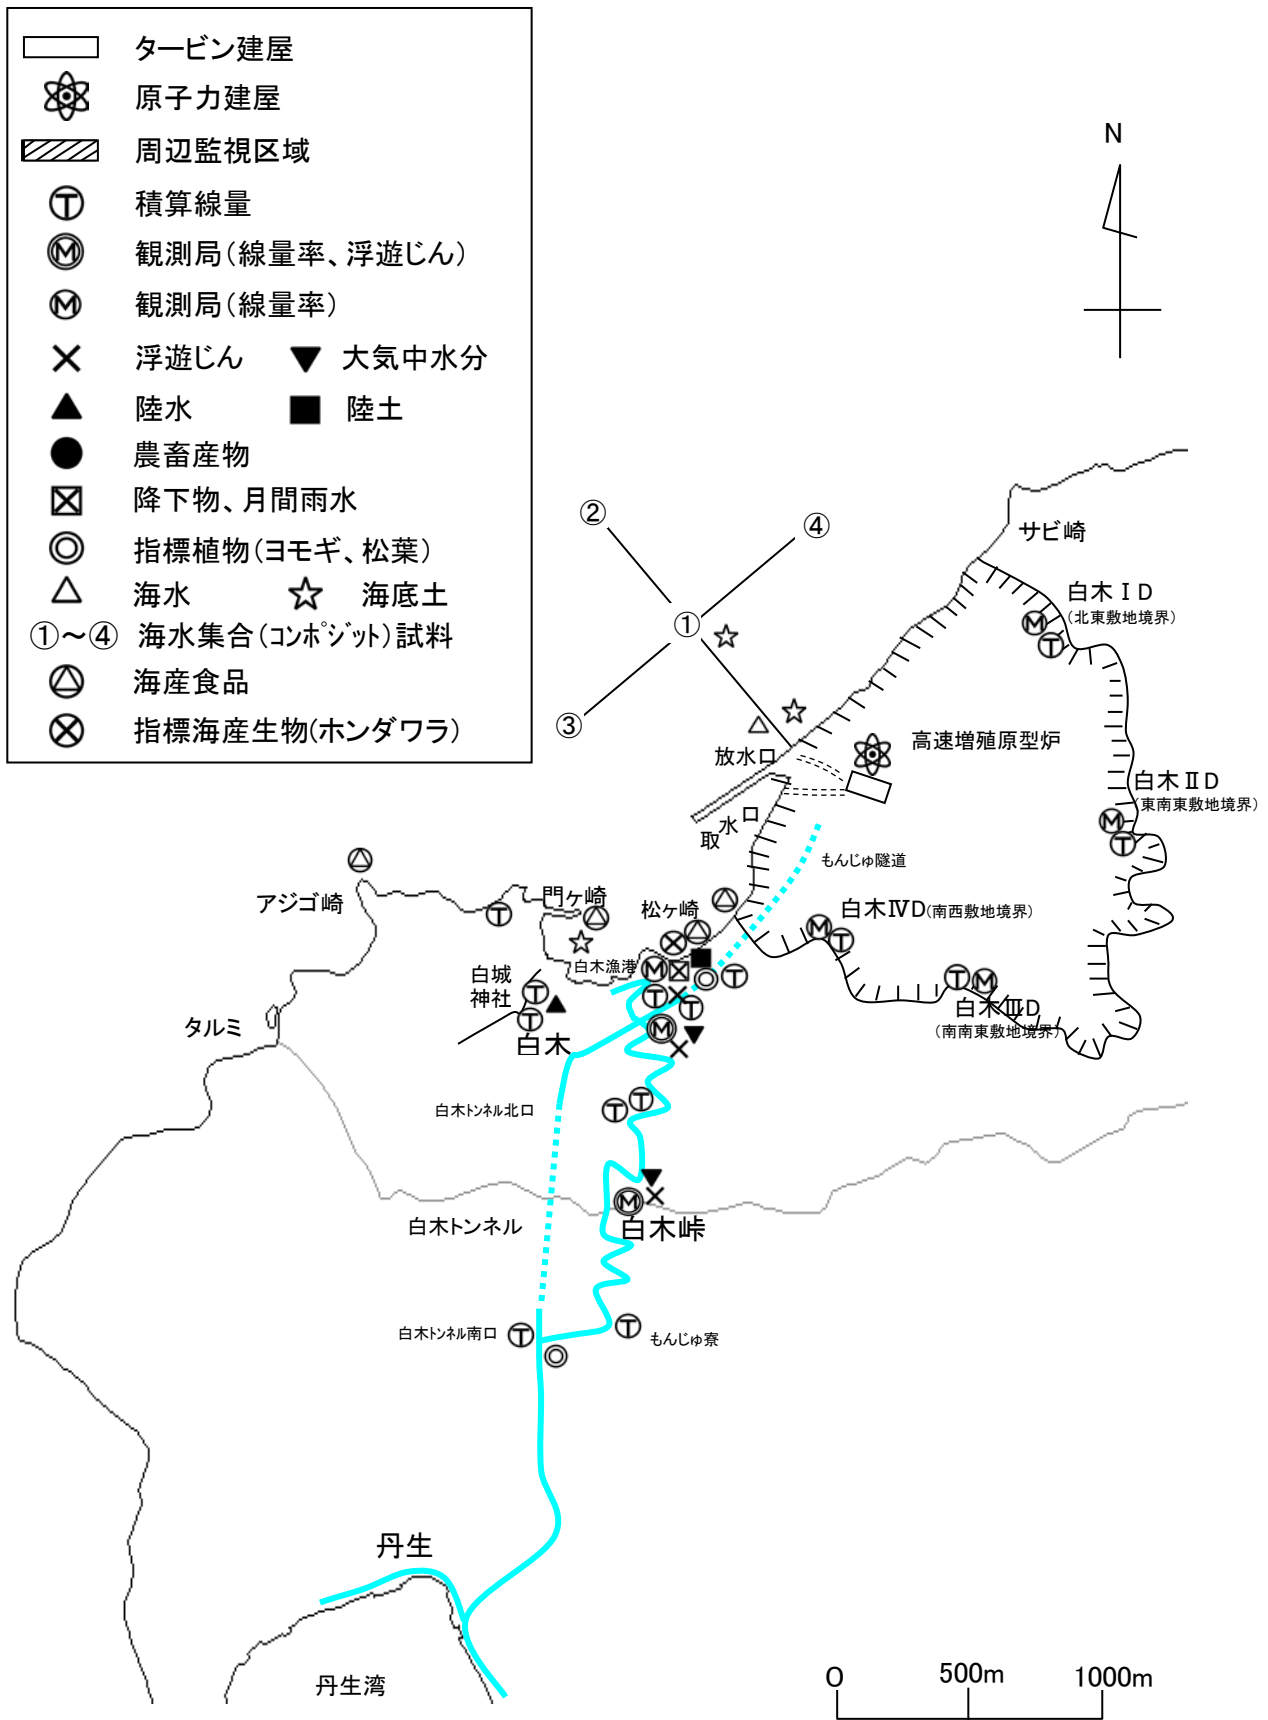 タービン建屋
原子力建屋
周辺監視区域
Ⓣ 積算線量
Ⓜ 観測局(線量率、浮遊じん)
Ⓜ 観測局(線量率)
浮遊じん 大気中水分
陸水 陸土
農畜産物
降下物、月間雨水
指標植物(ヨモギ、松葉)
海水 海底土
①～④ 海水集合(ｺﾝﾎﾟｼﾞｯﾄ)試料
海産食品
指標海産生物(ホンダワラ)
N
②
④
①
③
サビ崎
白木ⅠD
(北東敷地境界)
高速増殖原型炉
放水口
取水口
白木ⅡD
(東南東敷地境界)
もんじゅ隧道
アジゴ崎
門ヶ崎
松ヶ崎
白木ⅣD(南西敷地境界)
白木漁港
白城
神社
白木ⅢD
(南南東敷地境界)
タルミ
白木
白木ﾄﾝﾈﾙ北口
白木トンネル
白木峠
白木ﾄﾝﾈﾙ南口
もんじゅ寮
丹生
丹生湾
0 500m 1000m